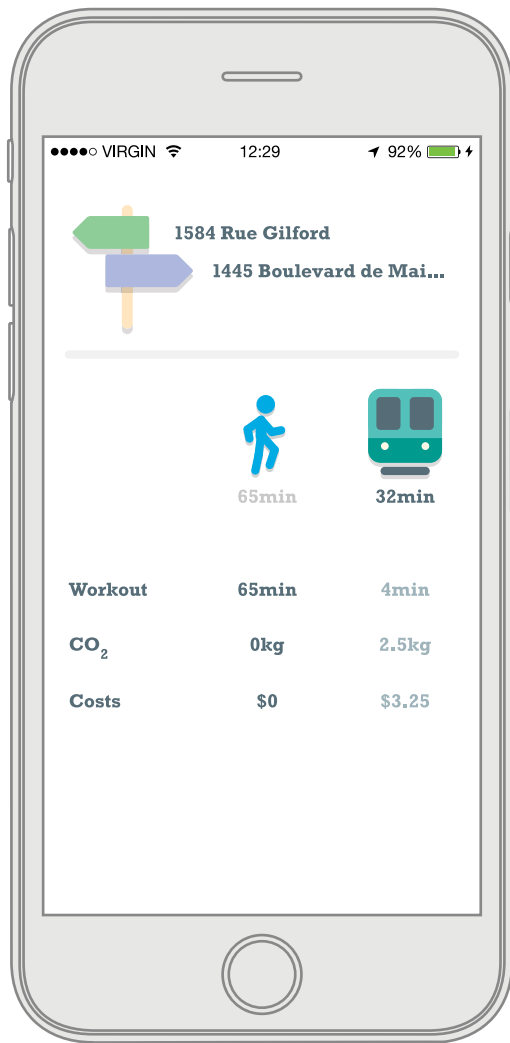 VIRGIN 12:29 92%
1584 Rue Gilford
1445 Boulevard de Mai...
65min 32min
Workout 65min 4min
CO₂ 0kg 2.5kg
Costs $0 $3.25